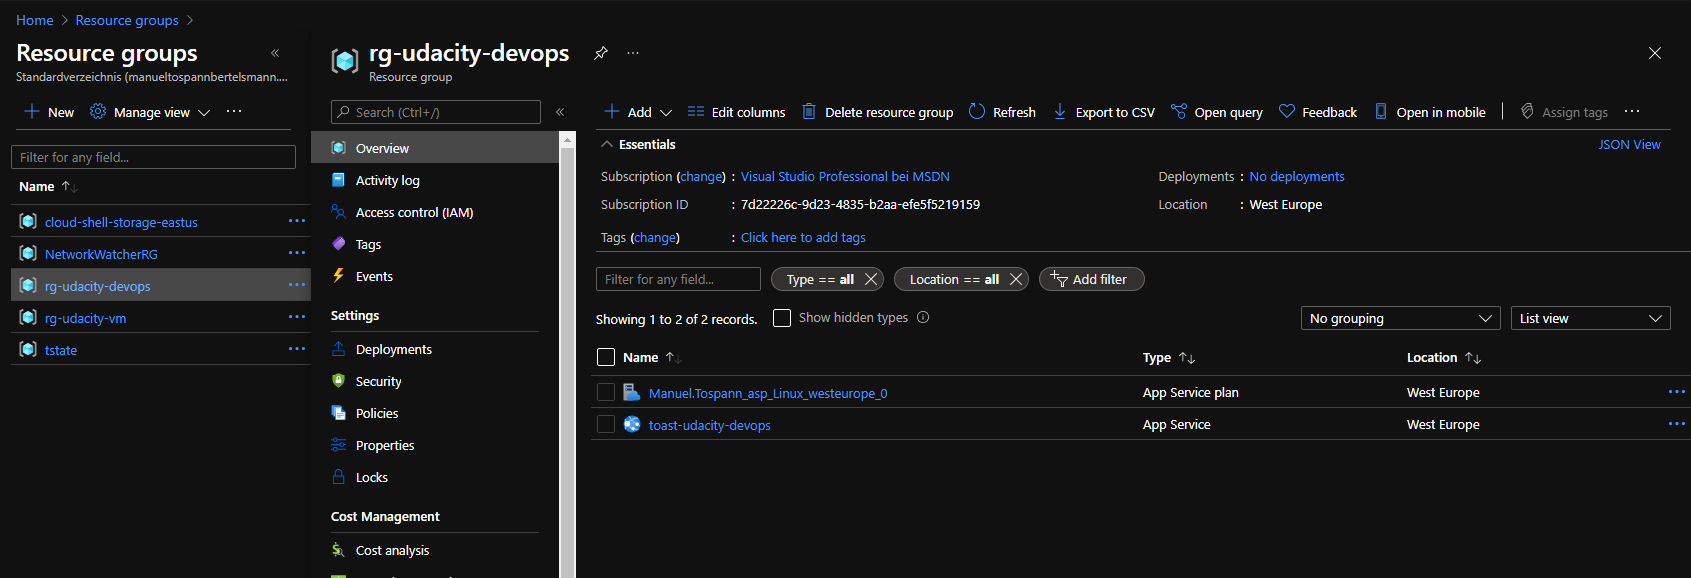 Home > Resource groups >
Resource groups «
Standardverzeichnis (manueltospannbertelsmann....
New Manage view ...
Filter for any field...
Name ↑↓
cloud-shell-storage-eastus ...
NetworkWatcherRG ...
rg-udacity-devops ...
rg-udacity-vm ...
tstate ...
rg-udacity-devops ...
Resource group
Search (Ctrl+/) «
Overview
Activity log
Access control (IAM)
Tags
Events
Settings
Deployments
Security
Policies
Properties
Locks
Cost Management
Cost analysis
Add Edit columns Delete resource group Refresh Export to CSV Open query Feedback Open in mobile | Assign tags ...
Essentials JSON View
Subscription (change) : Visual Studio Professional bei MSDN Deployments : No deployments
Subscription ID : 7d22226c-9d23-4835-b2aa-efe5f5219159 Location : West Europe
Tags (change) : Click here to add tags
Filter for any field... Type == all Location == all Add filter
Showing 1 to 2 of 2 records. Show hidden types No grouping List view
Name ↑↓ Type ↑↓ Location ↑↓
Manuel.Tospann_asp_Linux_westeurope_0 App Service plan West Europe ...
toast-udacity-devops App Service West Europe ...